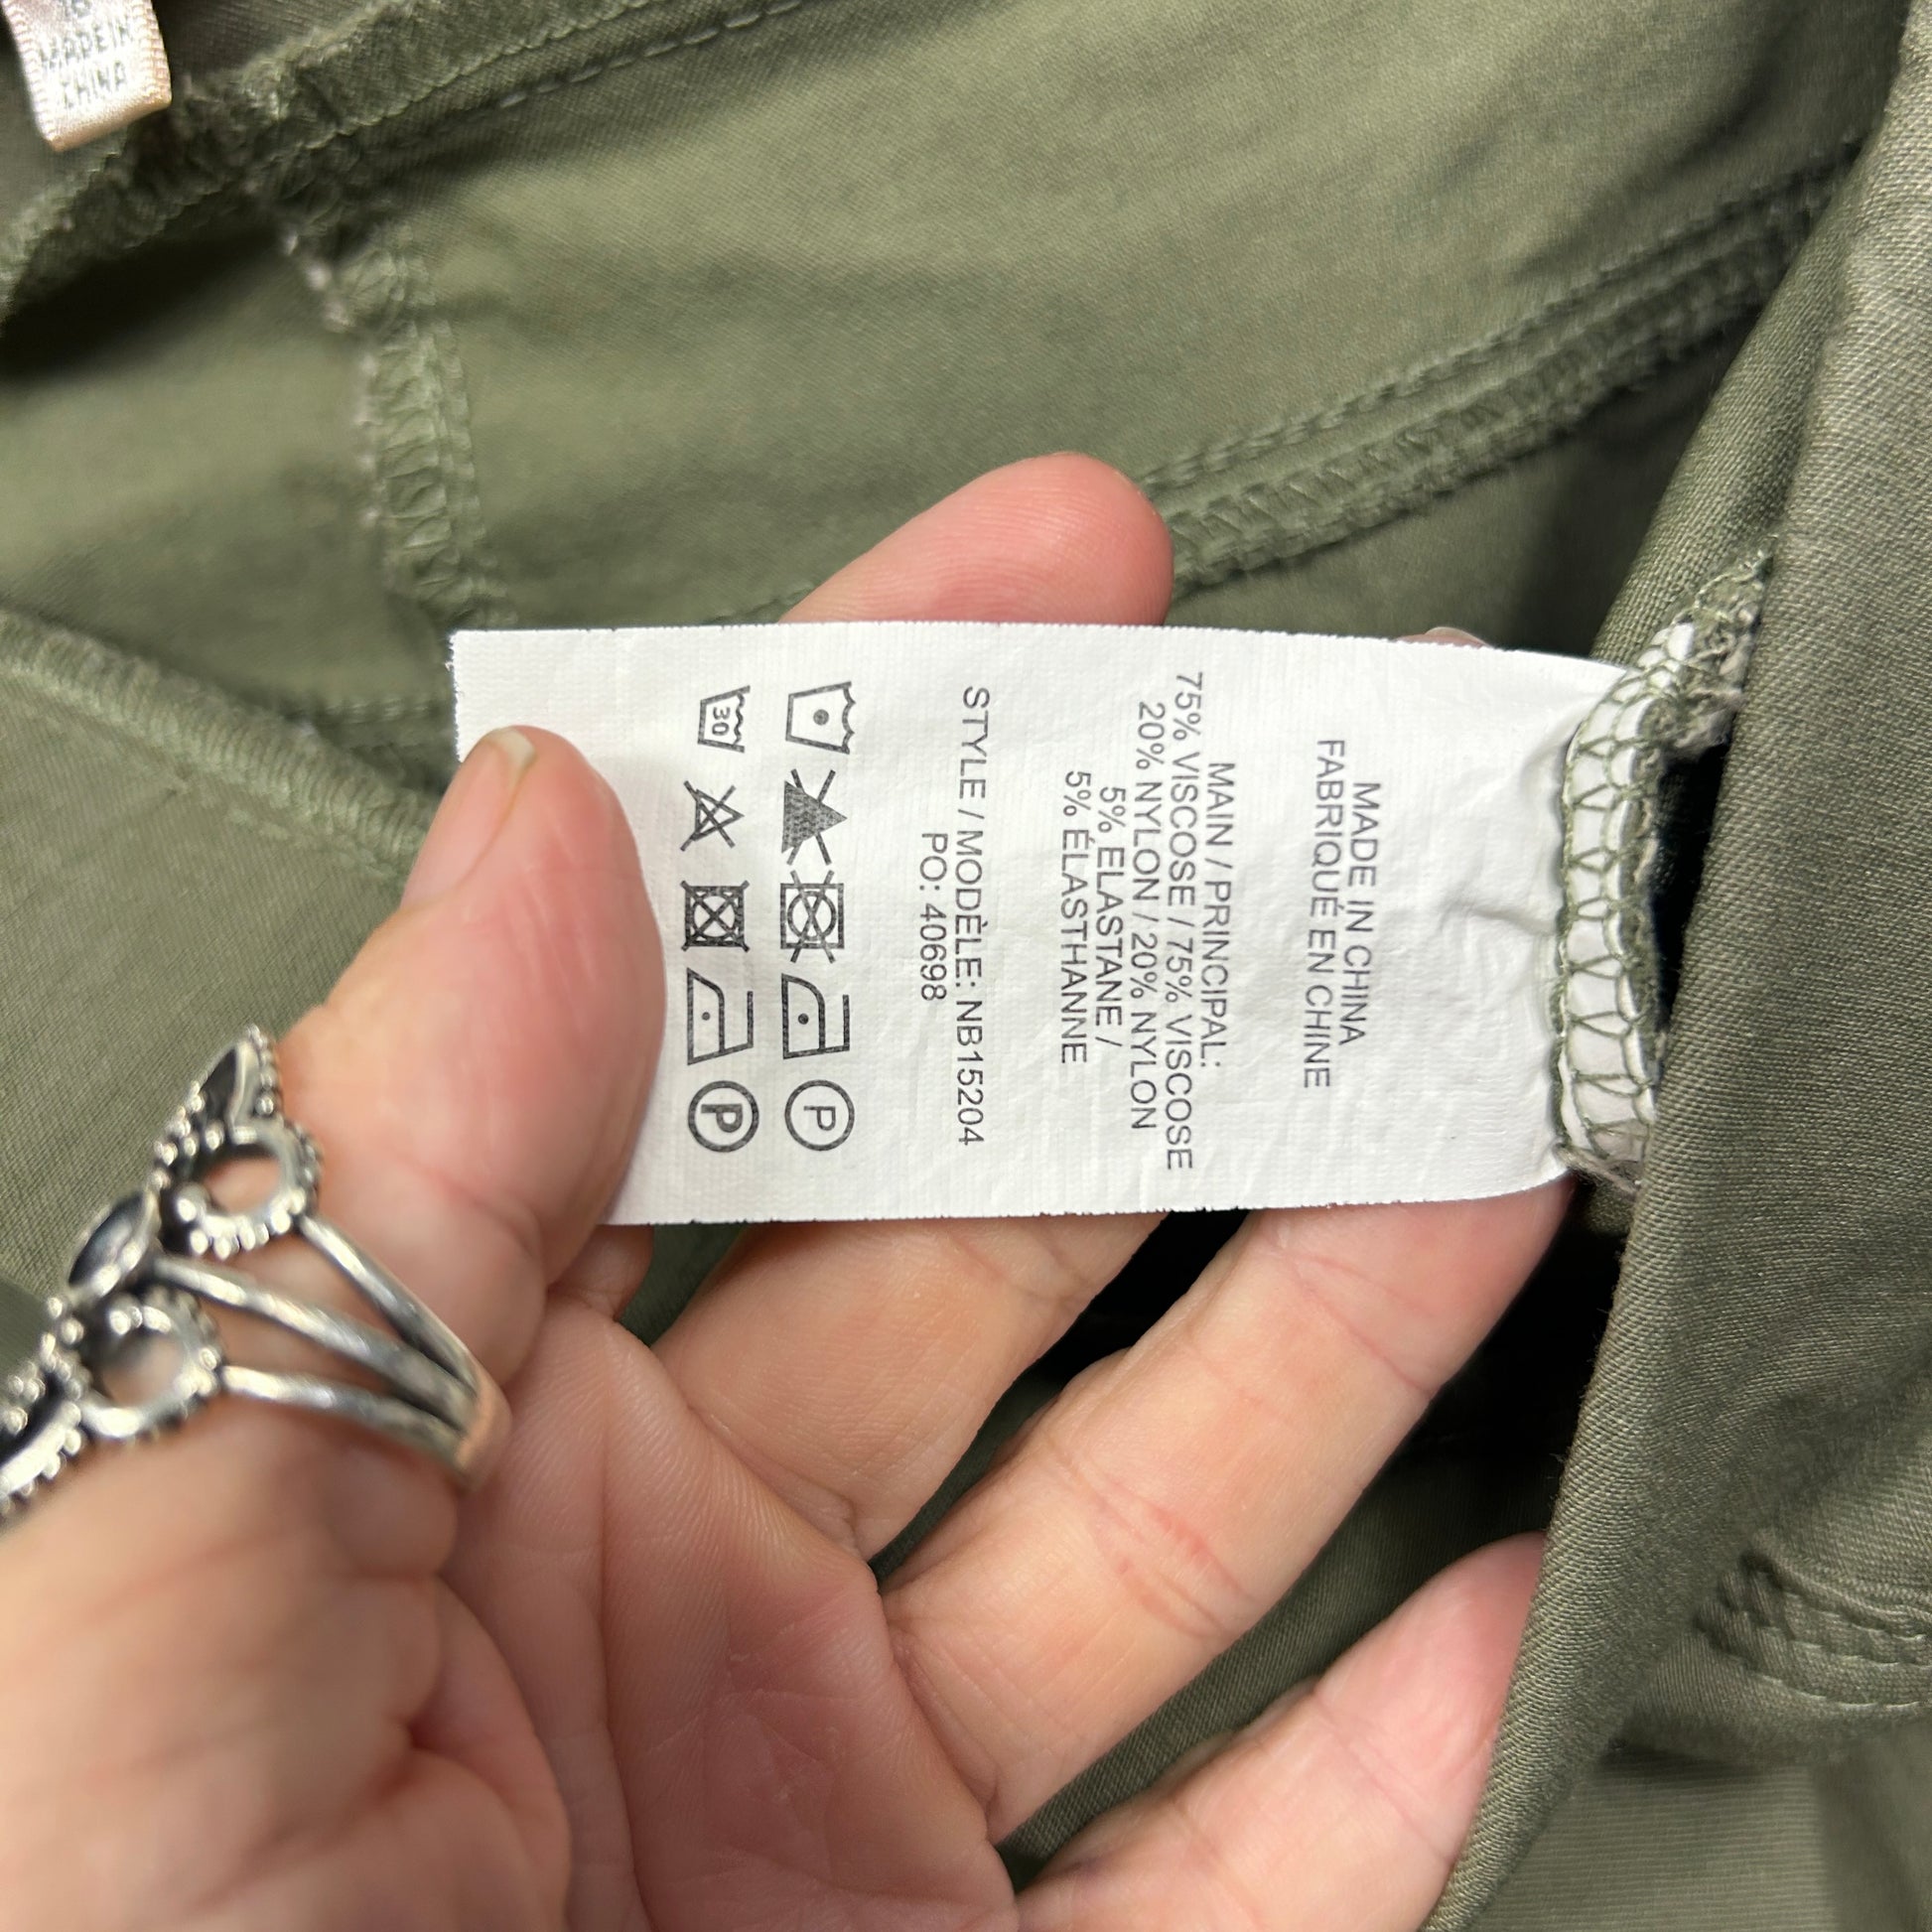 MADE IN
CHINA
MADE IN CHINA
FABRIQUÉ EN CHINE
MAIN / PRINCIPAL:
75% VISCOSE / 75% VISCOSE
20% NYLON / 20% NYLON
5% ELASTANE /
5% ÉLASTHANNE
STYLE / MODÈLE: NB15204
PO: 40698
P
30 P